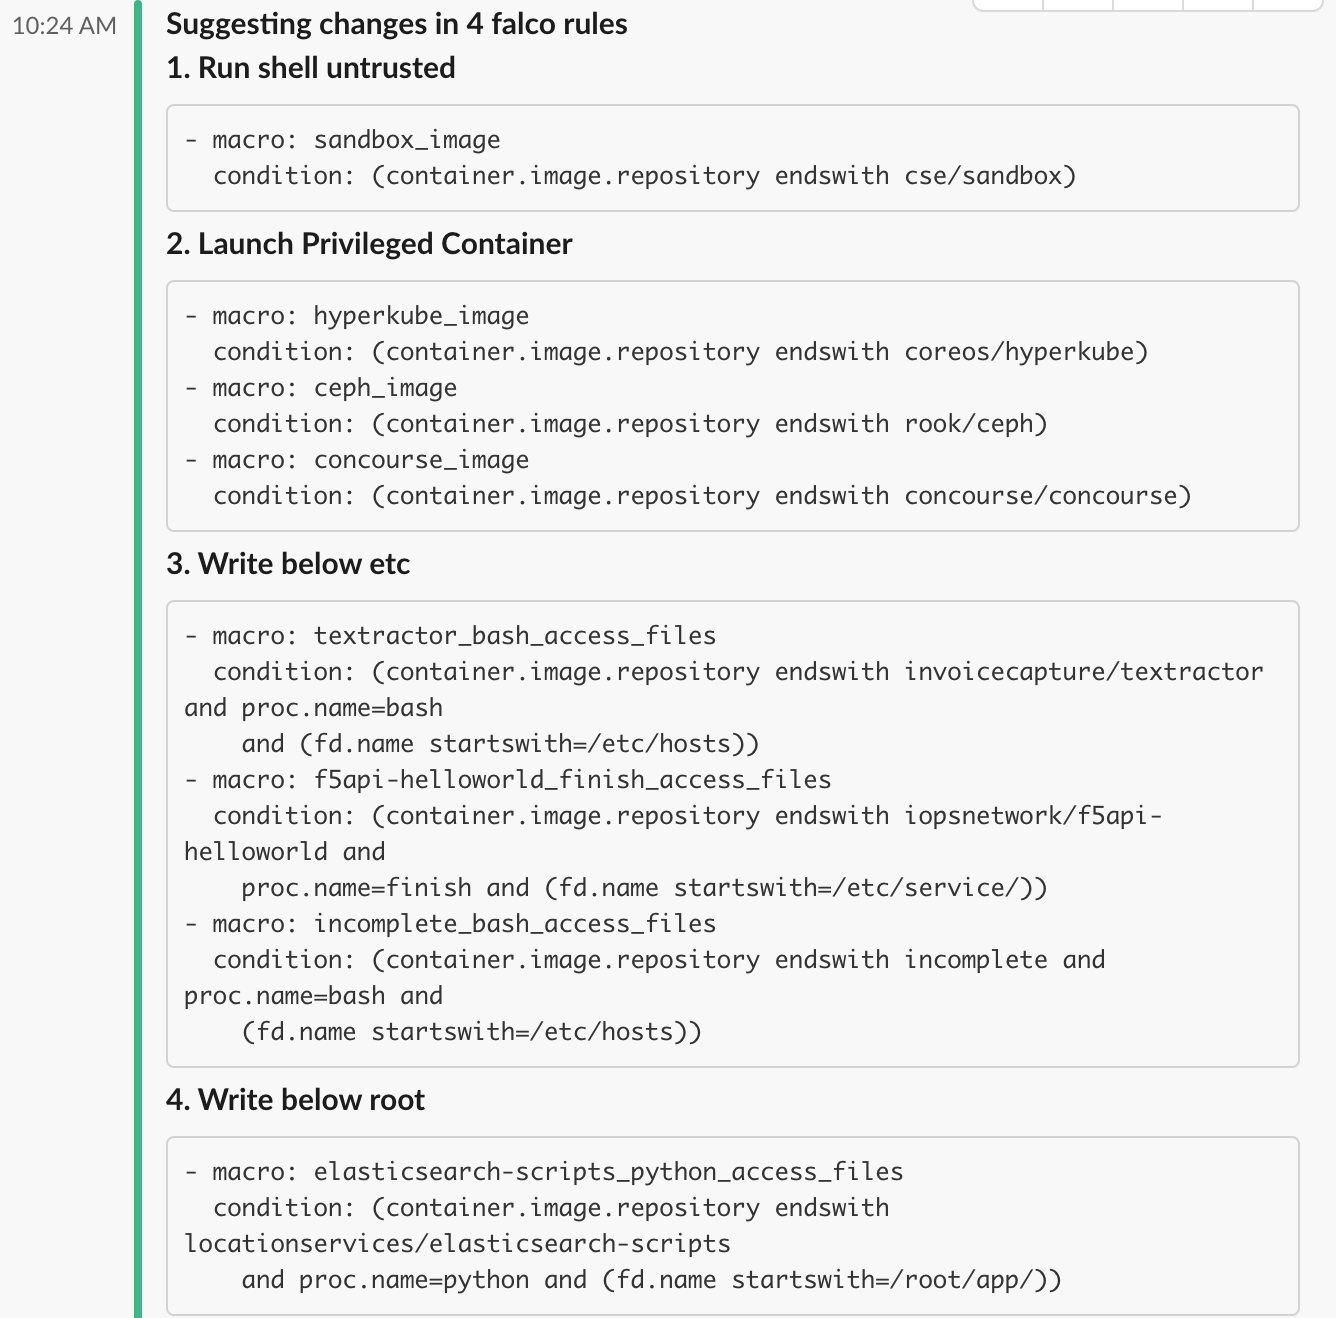 10:24 AM
Suggesting changes in 4 falco rules
1. Run shell untrusted
- macro: sandbox_image
  condition: (container.image.repository endswith cse/sandbox)
2. Launch Privileged Container
- macro: hyperkube_image
  condition: (container.image.repository endswith coreos/hyperkube)
- macro: ceph_image
  condition: (container.image.repository endswith rook/ceph)
- macro: concourse_image
  condition: (container.image.repository endswith concourse/concourse)
3. Write below etc
- macro: textractor_bash_access_files
  condition: (container.image.repository endswith invoicecapture/textractor
and proc.name=bash
    and (fd.name startswith=/etc/hosts))
- macro: f5api-helloworld_finish_access_files
  condition: (container.image.repository endswith iopsnetwork/f5api-
helloworld and
    proc.name=finish and (fd.name startswith=/etc/service/))
- macro: incomplete_bash_access_files
  condition: (container.image.repository endswith incomplete and
proc.name=bash and
    (fd.name startswith=/etc/hosts))
4. Write below root
- macro: elasticsearch-scripts_python_access_files
  condition: (container.image.repository endswith
locationservices/elasticsearch-scripts
    and proc.name=python and (fd.name startswith=/root/app/))